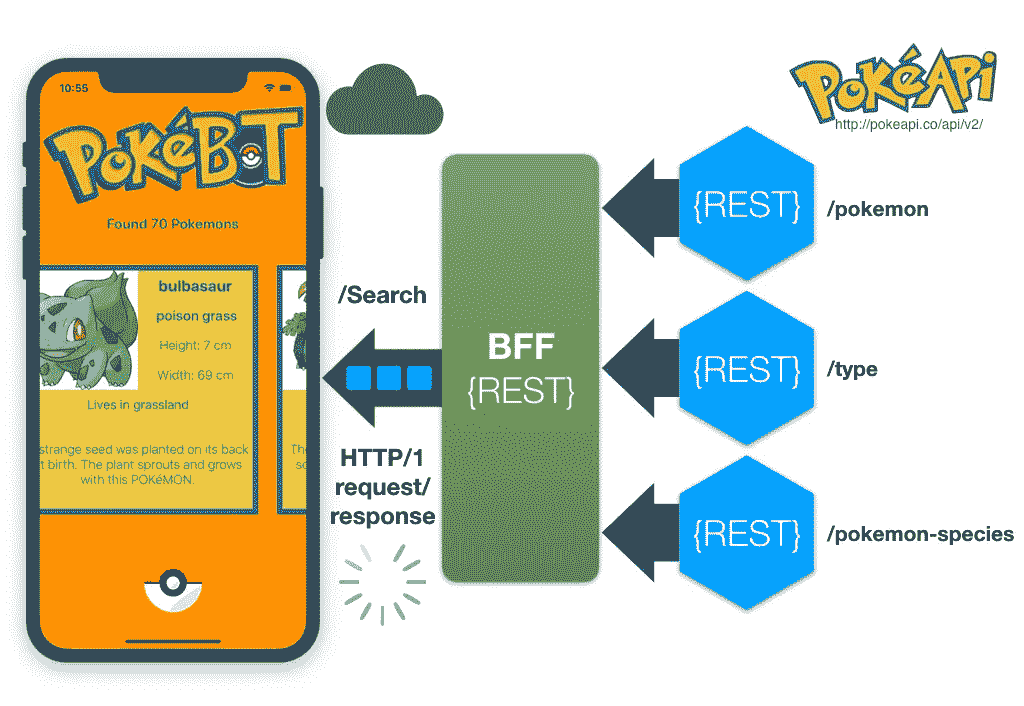 10:55
POKéBOT
Found 70 Pokemons
bulbasaur
poison grass
Height: 7 cm
Width: 69 cm
Lives in grassland
strange seed was planted on its back
t birth. The plant sprouts and grows
with this POKéMON.
Th
se
/Search
HTTP/1
request/
response
BFF
{REST}
POKéAPi
http://pokeapi.co/api/v2/
{REST}
/pokemon
{REST}
/type
{REST}
/pokemon-species